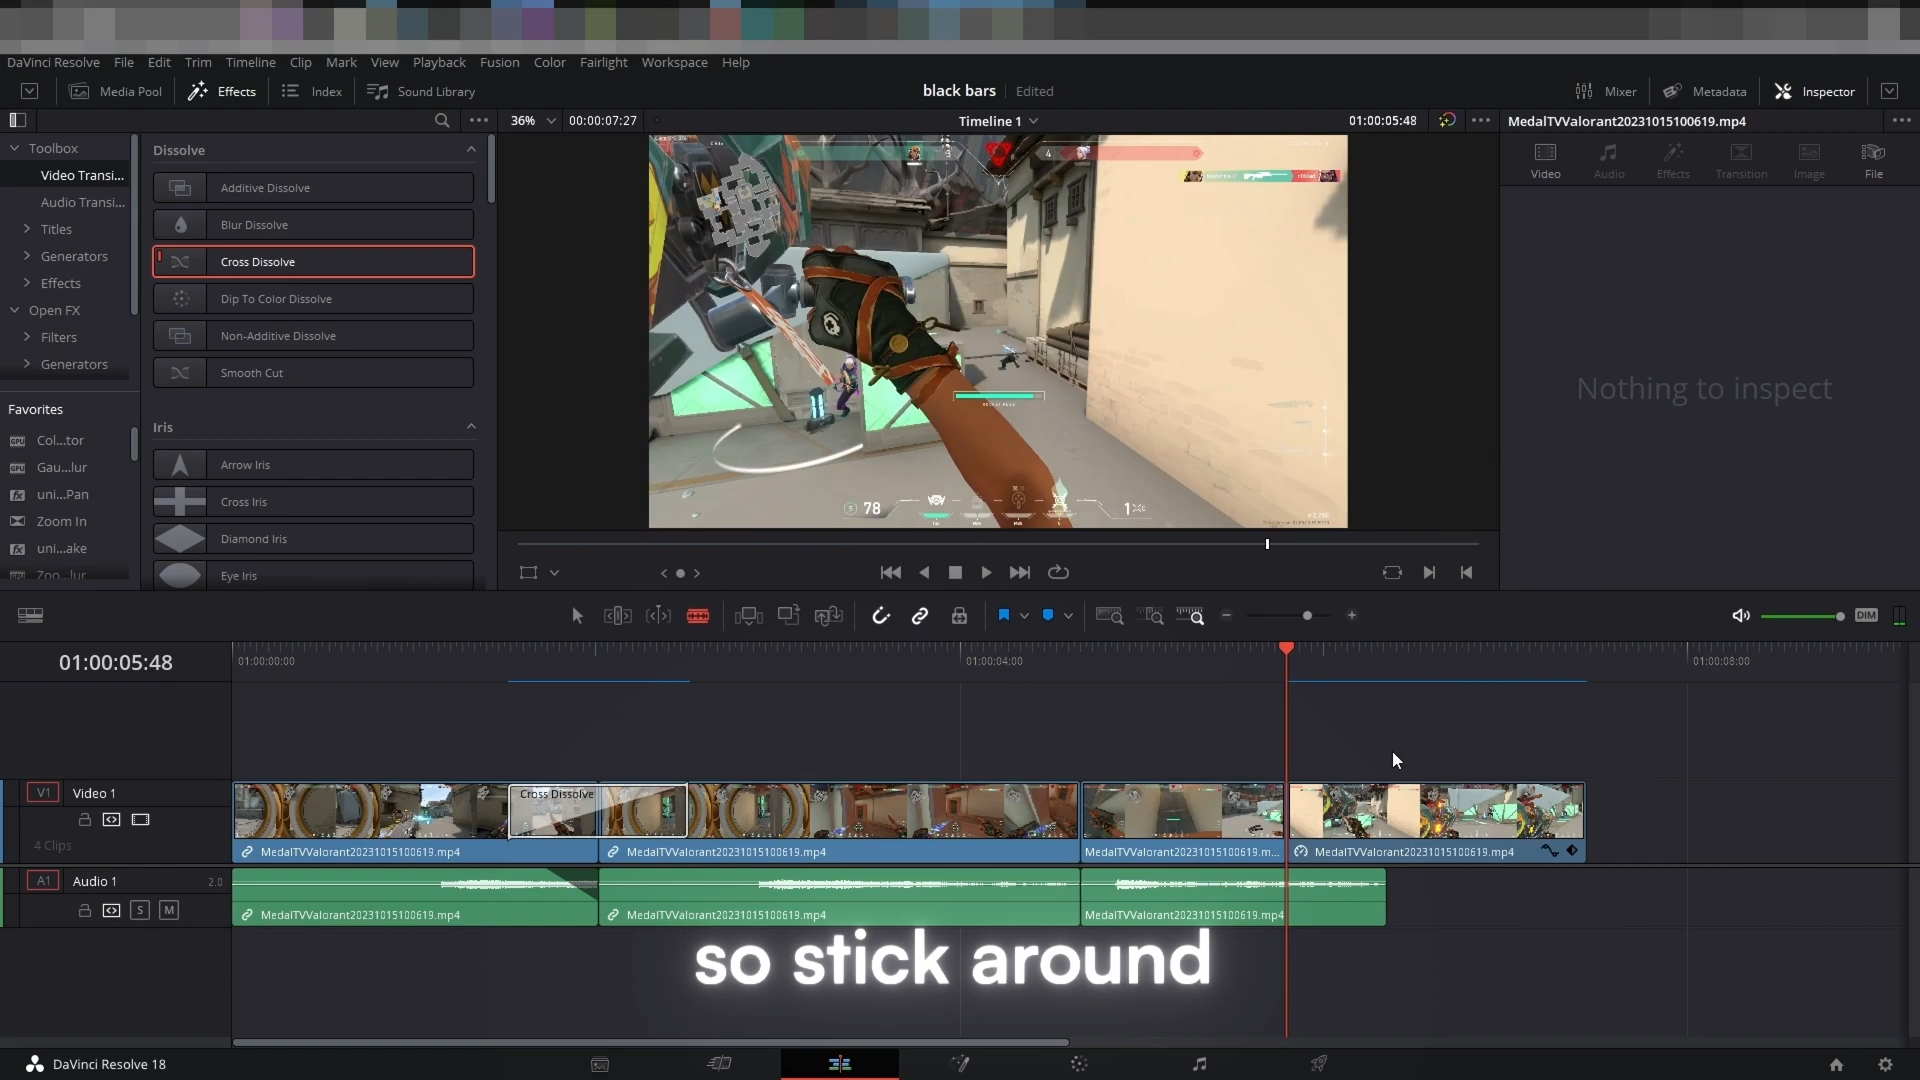 DaVinci Resolve File Edit Trim Timeline Clip Mark View Playback Fusion Color Fairlight Workspace Help
Media Pool Effects Index Sound Library black bars Edited Mixer Metadata Inspector
36% 00:00:07:27 Timeline 1 01:00:05:48 MedalTVValorant20231015100619.mp4
Toolbox
Video Transi...
Audio Transi...
Titles
Generators
Effects
Open FX
Filters
Generators
Favorites
Col...tor
Gau...lur
uni...Pan
Zoom In
uni...ake
Zoo...lur
Dissolve
Additive Dissolve
Blur Dissolve
Cross Dissolve
Dip To Color Dissolve
Non-Additive Dissolve
Smooth Cut
Iris
Arrow Iris
Cross Iris
Diamond Iris
Eye Iris
3 4
78 1
Video Audio Effects Transition Image File
Nothing to inspect
DIM
01:00:05:48 01:00:00:00 01:00:04:00 01:00:08:00
V1 Video 1
4 Clips
Cross Dissolve
MedalTVValorant20231015100619.mp4 MedalTVValorant20231015100619.mp4 MedalTVValorant20231015100619.m... MedalTVValorant20231015100619.mp4
A1 Audio 1 2.0
S M
MedalTVValorant20231015100619.mp4 MedalTVValorant20231015100619.mp4 MedalTVValorant20231015100619.mp4
so stick around
DaVinci Resolve 18